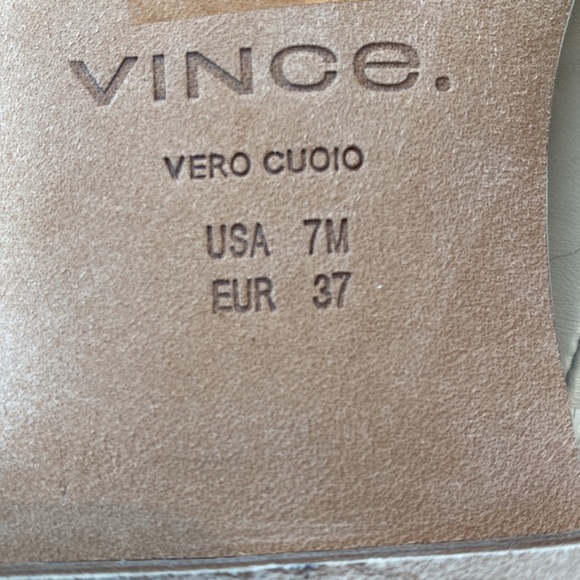 VINCe.
VERO CUOIO
USA 7M
EUR 37